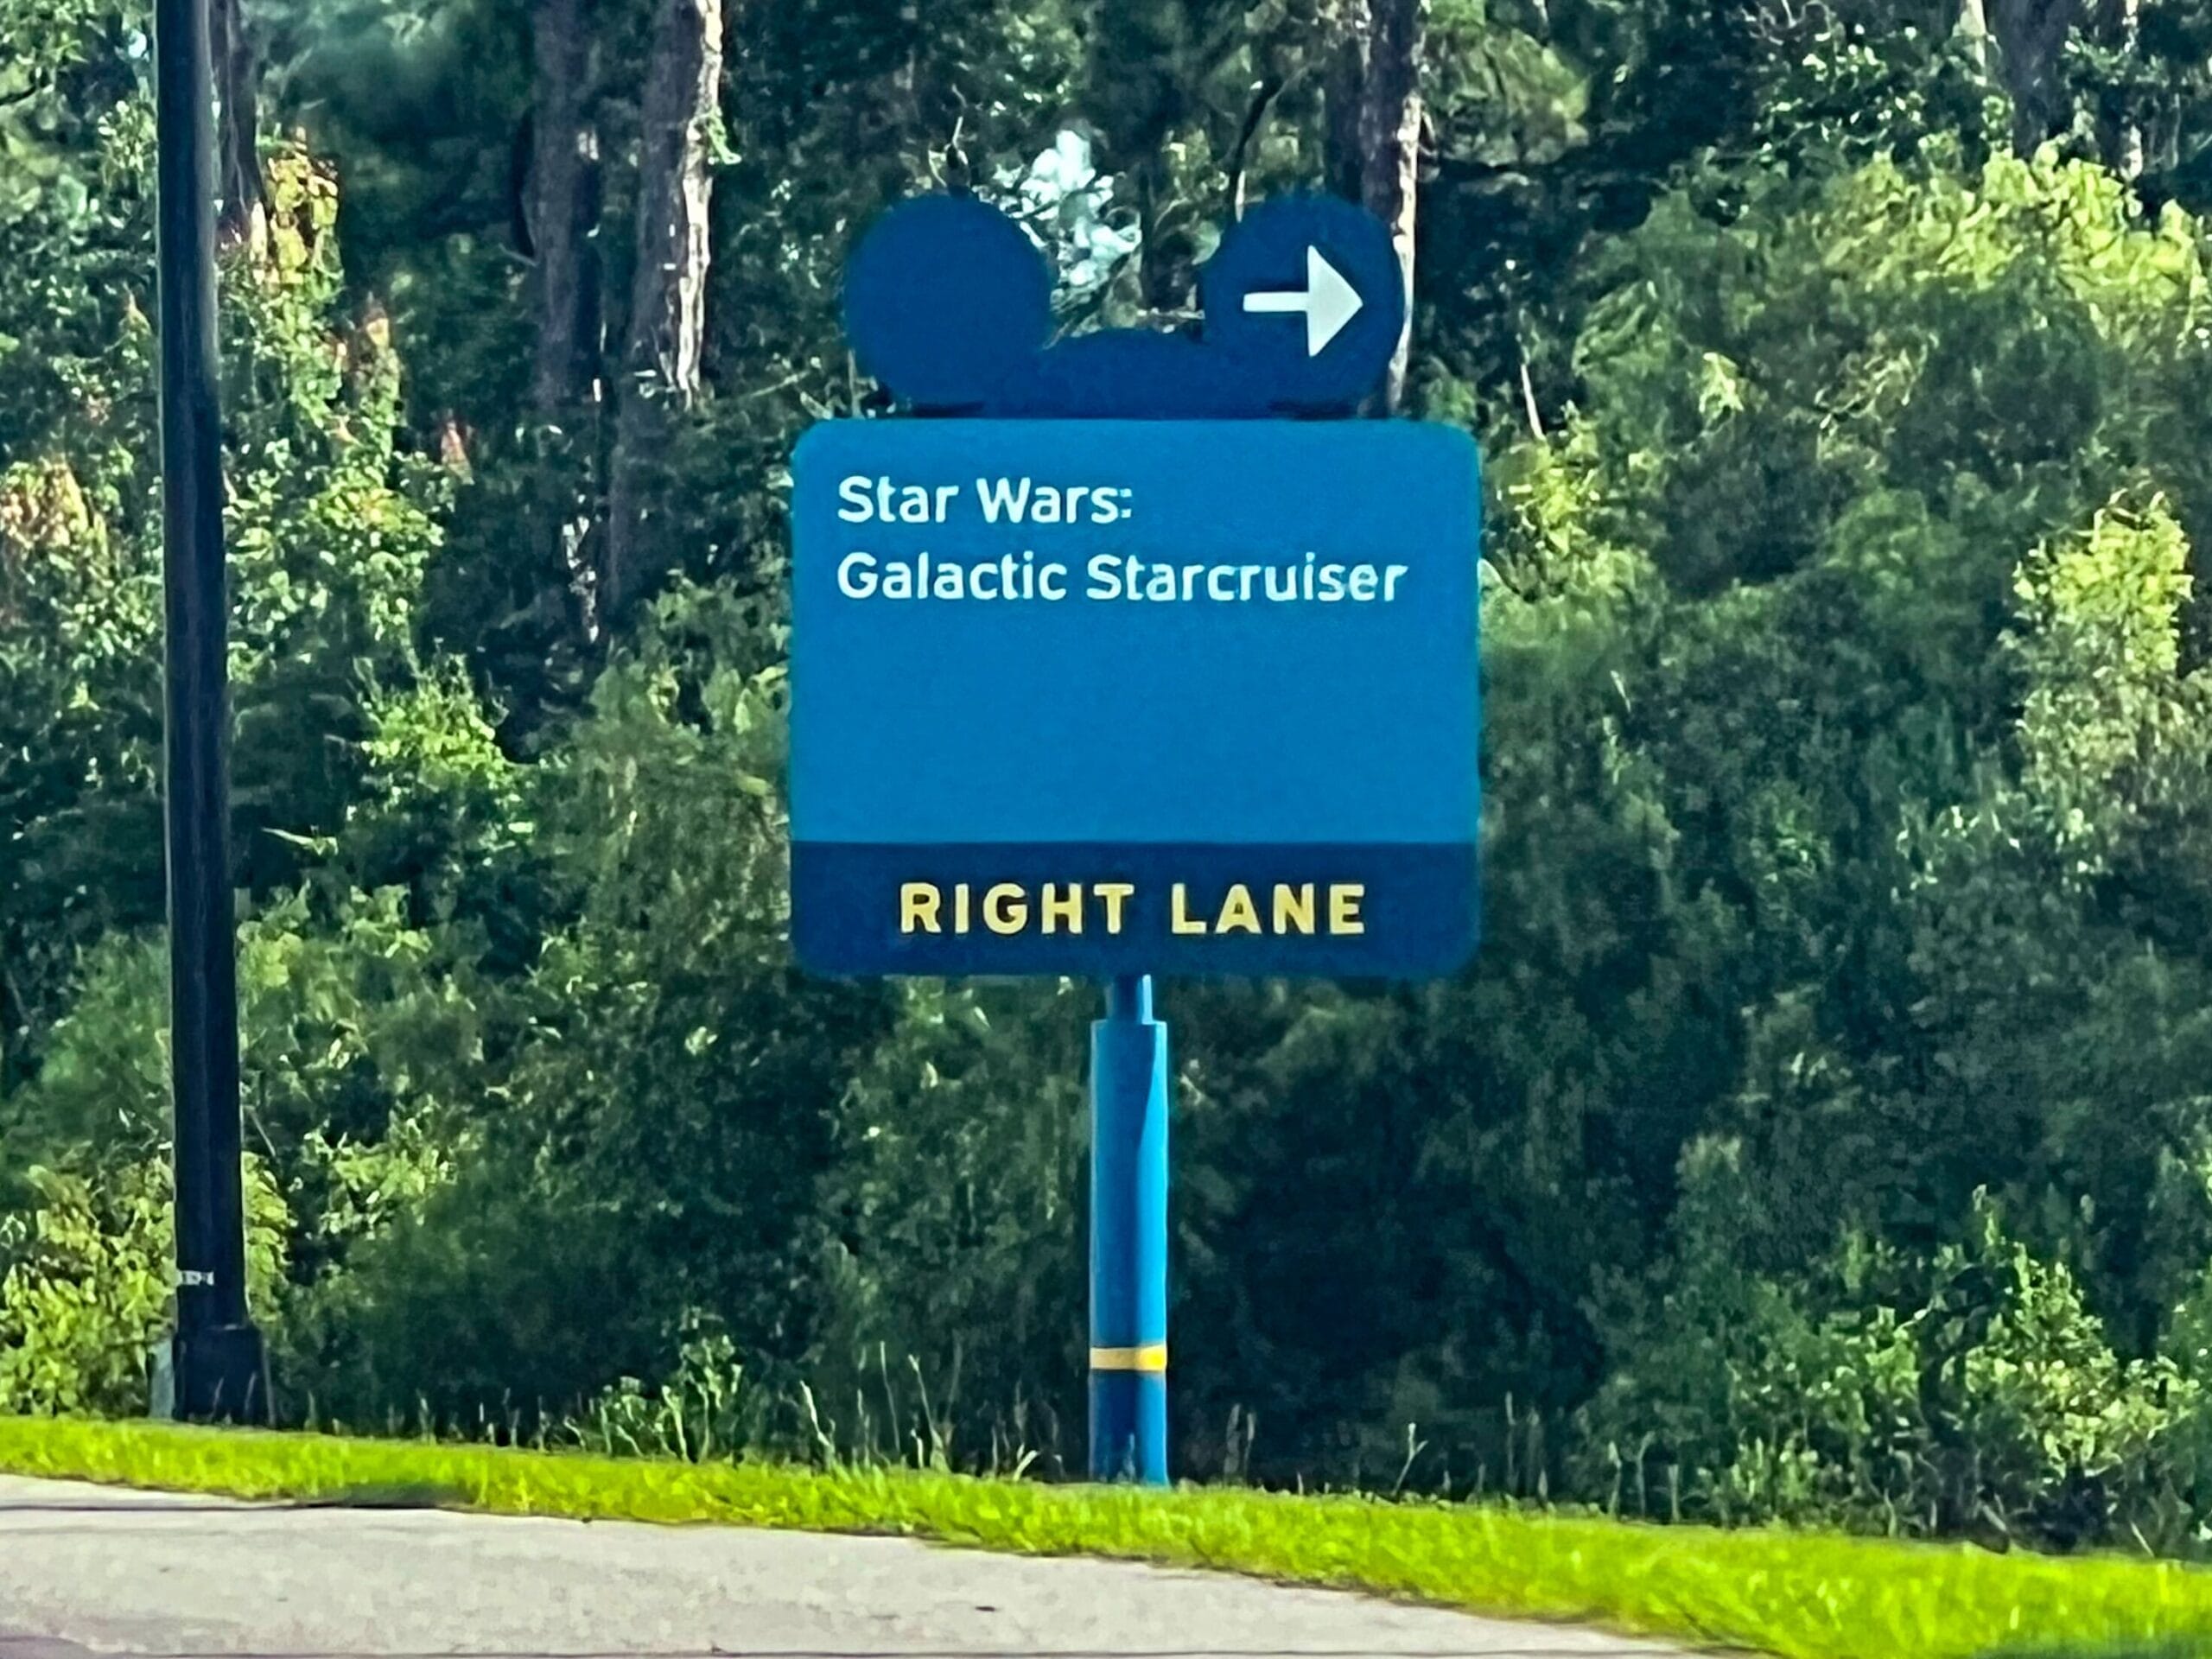 Star Wars:
Galactic Starcruiser
RIGHT LANE